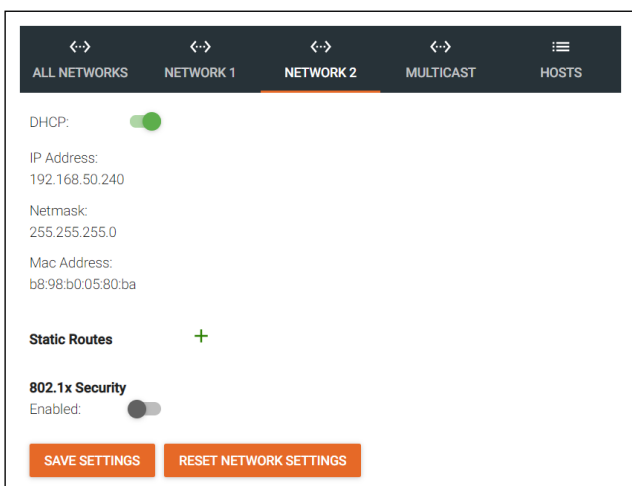 ALL NETWORKS NETWORK 1 NETWORK 2 MULTICAST HOSTS
DHCP:
IP Address:
192.168.50.240
Netmask:
255.255.255.0
Mac Address:
b8:98:b0:05:80:ba
Static Routes
802.1x Security
Enabled:
SAVE SETTINGS RESET NETWORK SETTINGS